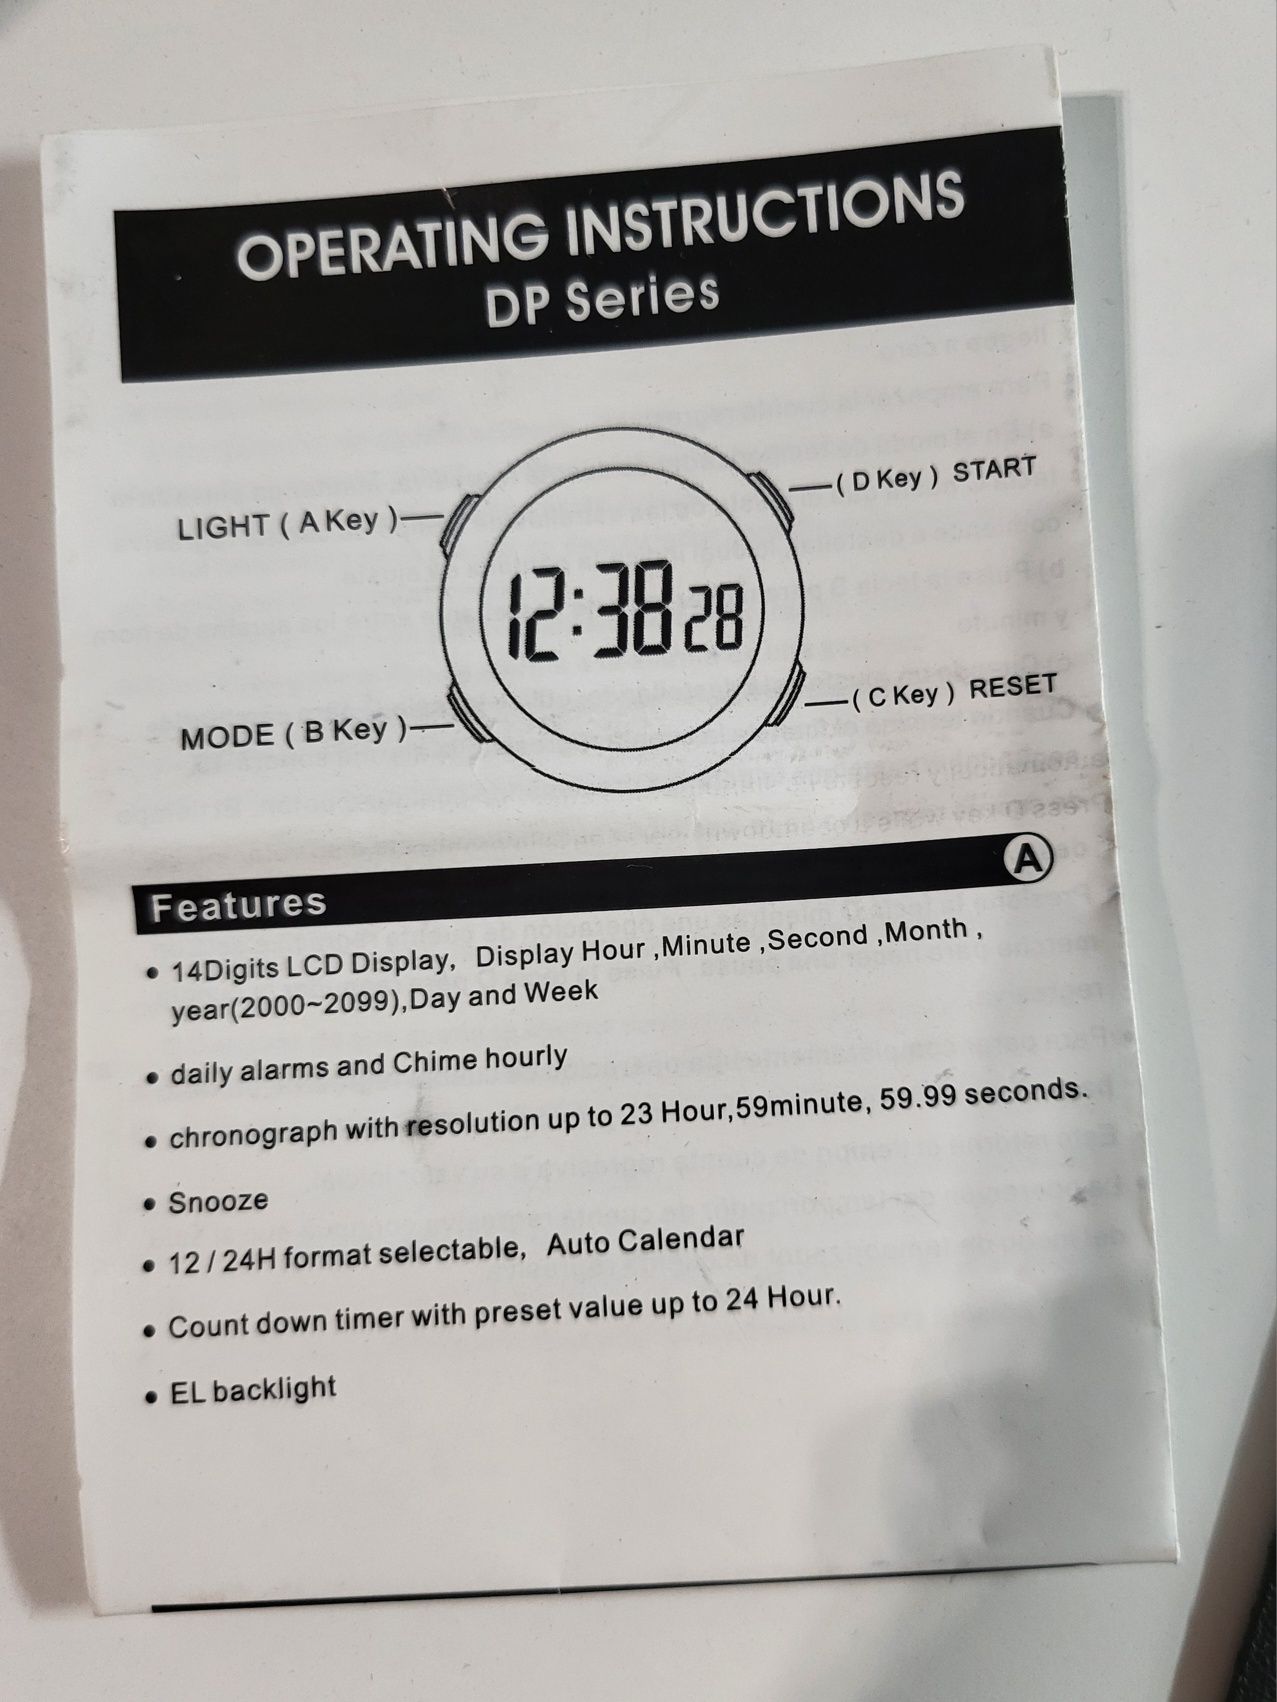 OPERATING INSTRUCTIONS
DP Series
LIGHT ( A Key )
( D Key ) START
12:38 28
MODE ( B Key )
( C Key ) RESET
Features
A
• 14Digits LCD Display, Display Hour ,Minute ,Second ,Month ,
year(2000~2099),Day and Week
• daily alarms and Chime hourly
• chronograph with resolution up to 23 Hour,59minute, 59.99 seconds.
• Snooze
• 12 / 24H format selectable, Auto Calendar
• Count down timer with preset value up to 24 Hour.
• EL backlight